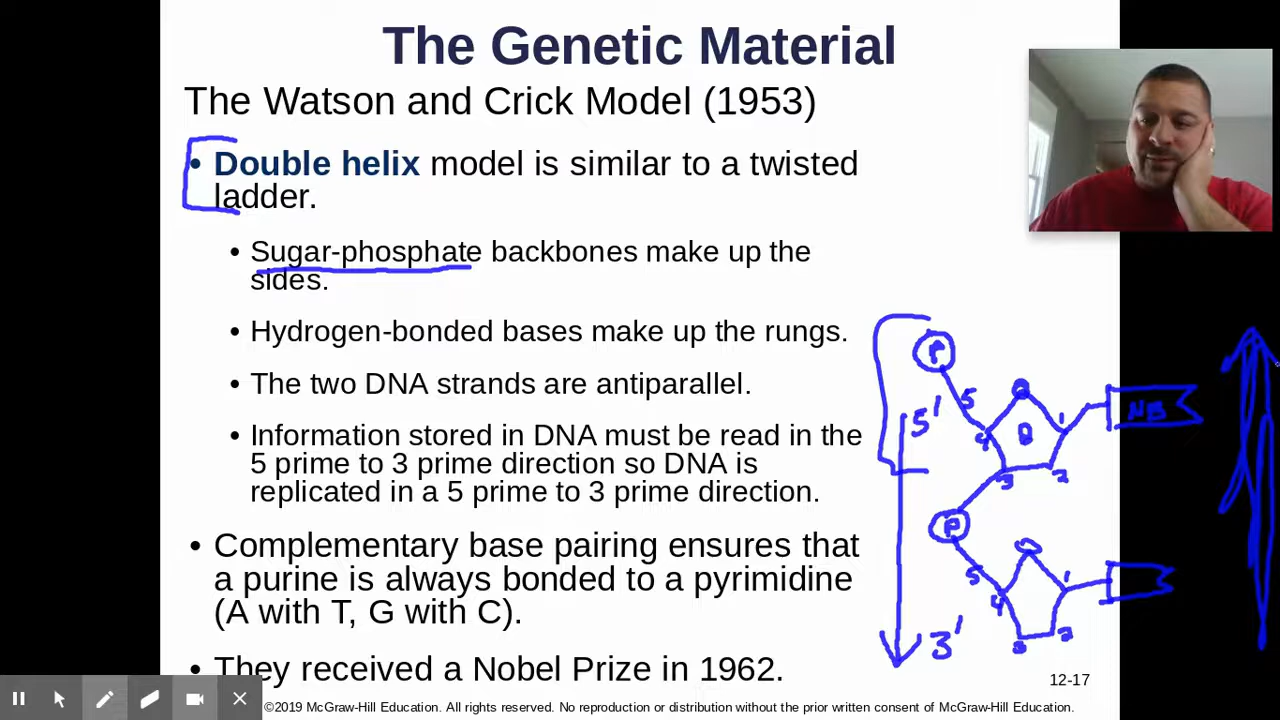 The Genetic Material
The Watson and Crick Model (1953)
• Double helix model is similar to a twisted
ladder.
• Sugar-phosphate backbones make up the
sides.
• Hydrogen-bonded bases make up the rungs.
• The two DNA strands are antiparallel.
• Information stored in DNA must be read in the
5 prime to 3 prime direction so DNA is
replicated in a 5 prime to 3 prime direction.
• Complementary base pairing ensures that
a purine is always bonded to a pyrimidine
(A with T, G with C).
• They received a Nobel Prize in 1962.
P
5
5'
4
1
NB
3
2
P
5
4
1
3
2
3'
12-17
©2019 McGraw-Hill Education. All rights reserved. No reproduction or distribution without the prior written consent of McGraw-Hill Education.